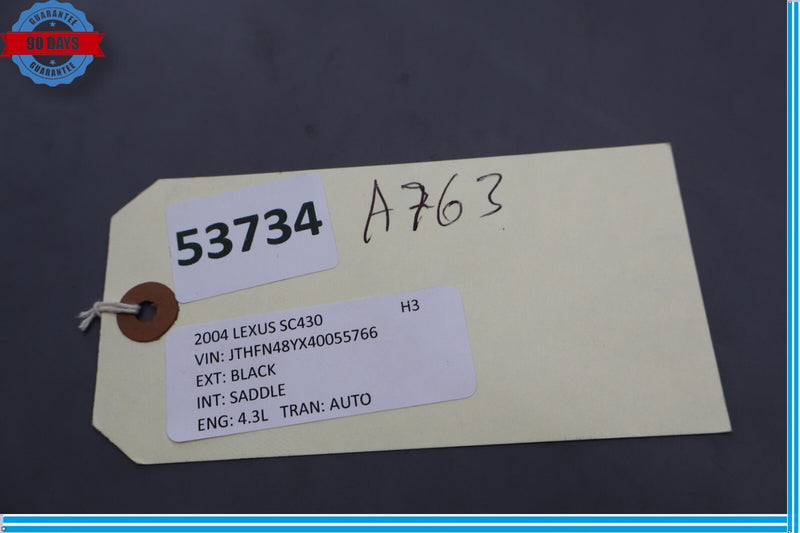 GUARANTEE
90 DAYS
GUARANTEE
53734
A763
2004 LEXUS SC430 H3
VIN: JTHFN48YX40055766
EXT: BLACK
INT: SADDLE
ENG: 4.3L TRAN: AUTO